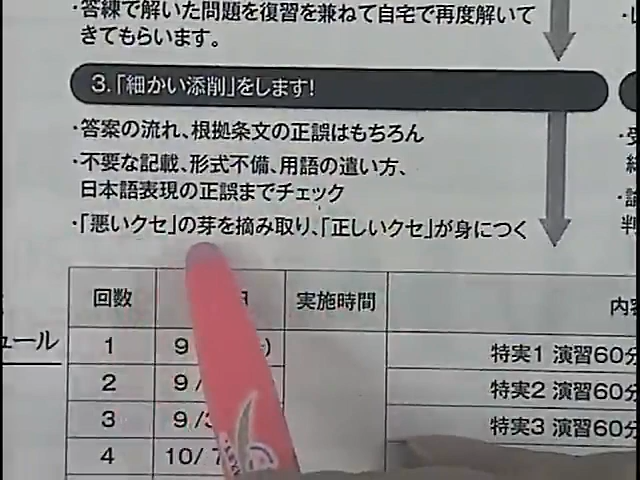 ・答練で解いた問題を復習を兼ねて自宅で再度解いて
きてもらいます。
3.「細かい添削」をします!
・答案の流れ、根拠条文の正誤はもちろん
・不要な記載、形式不備、用語の遣い方、
日本語表現の正誤までチェック
・「悪いクセ」の芽を摘み取り、「正しいクセ」が身につく
回数 実施時間 内容
ュール
1 9 特実1 演習60分
2 9/ 特実2 演習60分
3 9/3 特実3 演習60分
4 10/7